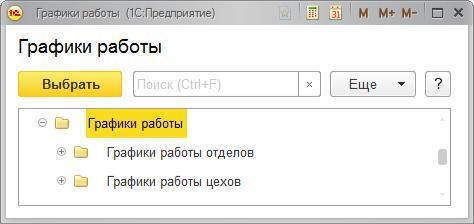 Графики работы (1С:Предприятие)
M M+ M-
Графики работы
Выбрать Поиск (Ctrl+F) × Еще ?
Графики работы
Графики работы отделов
Графики работы цехов